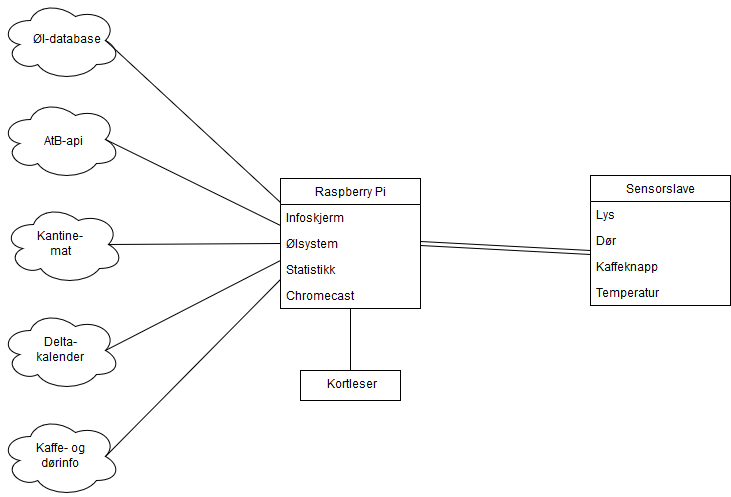 Øl-database
AtB-api
Kantine-
mat
Delta-
kalender
Kaffe- og
dørinfo
Raspberry Pi
Infoskjerm
Ølsystem
Statistikk
Chromecast
Kortleser
Sensorslave
Lys
Dør
Kaffeknapp
Temperatur